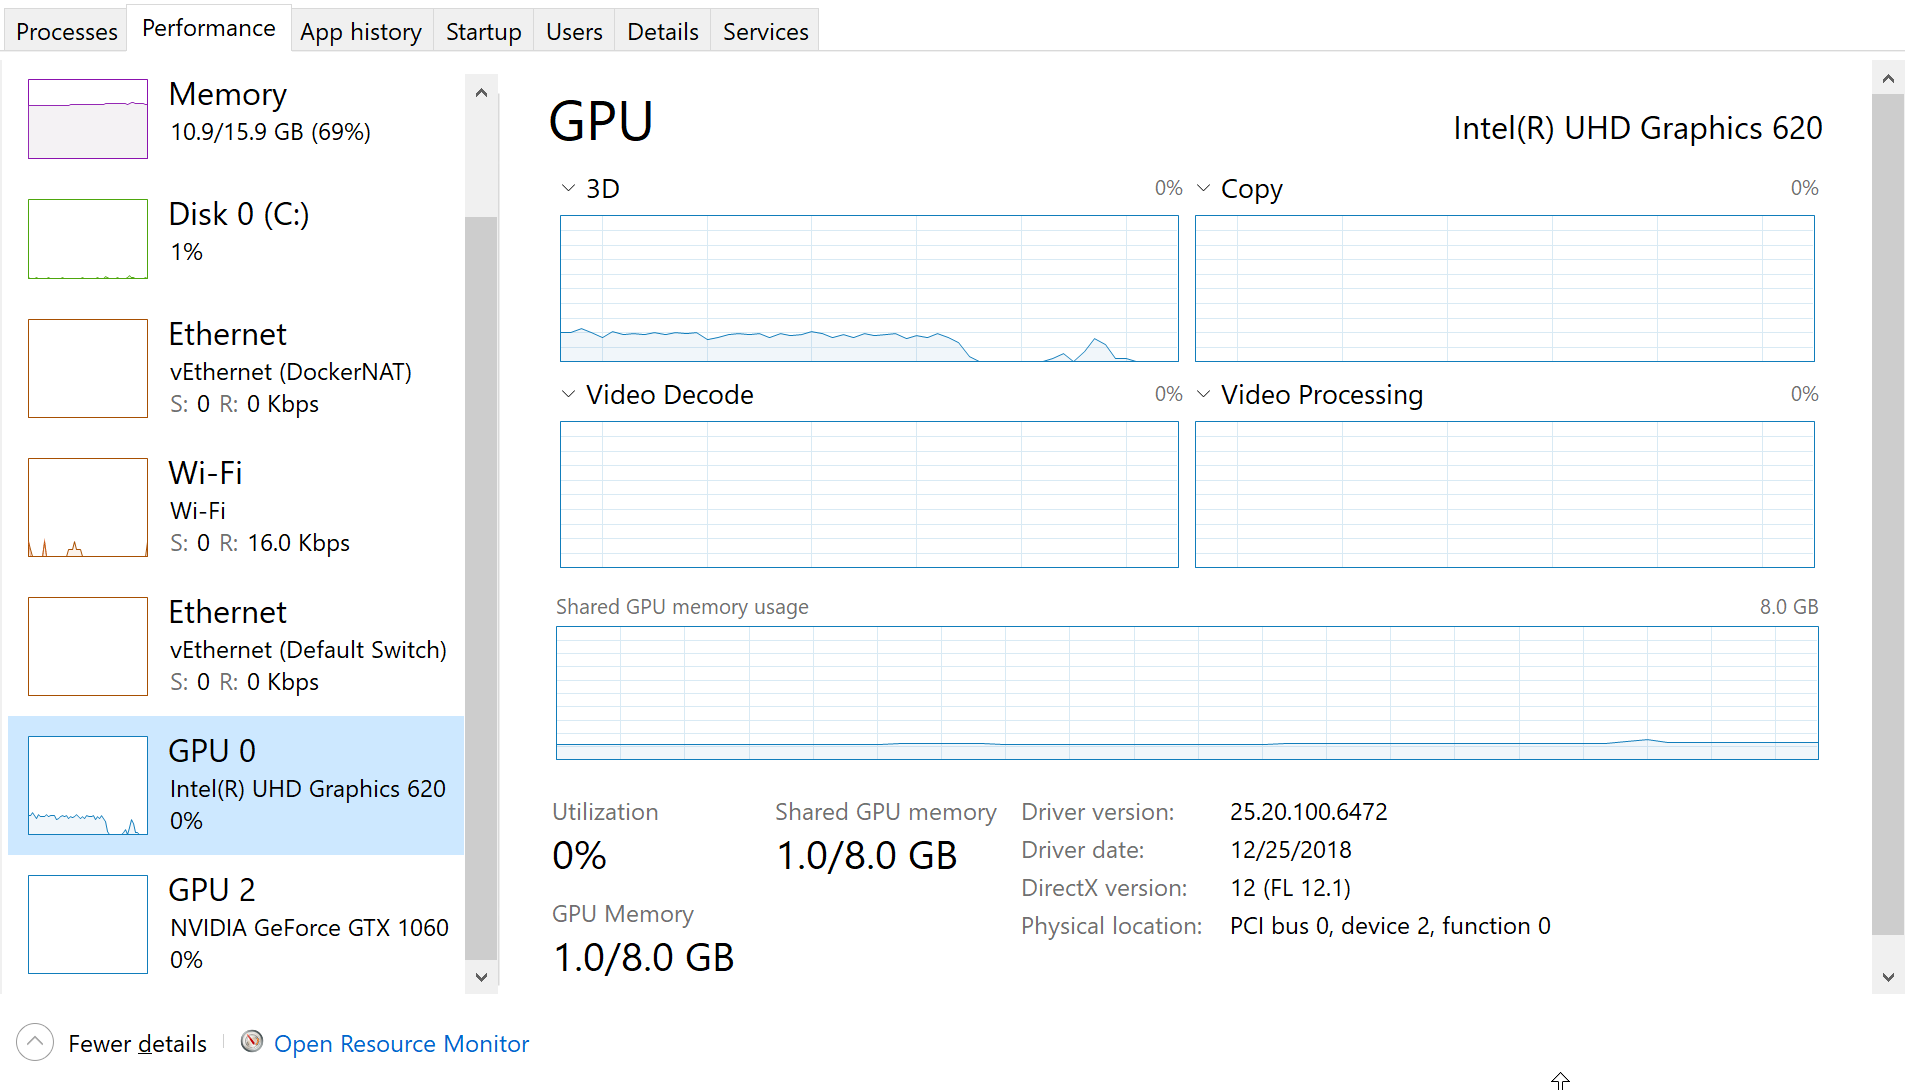 Processes Performance App history Startup Users Details Services
Memory
10.9/15.9 GB (69%)
Disk 0 (C:)
1%
Ethernet
vEthernet (DockerNAT)
S: 0 R: 0 Kbps
Wi-Fi
Wi-Fi
S: 0 R: 16.0 Kbps
Ethernet
vEthernet (Default Switch)
S: 0 R: 0 Kbps
GPU 0
Intel(R) UHD Graphics 620
0%
GPU 2
NVIDIA GeForce GTX 1060
0%
GPU
Intel(R) UHD Graphics 620
3D 0%
Copy 0%
Video Decode 0%
Video Processing 0%
Shared GPU memory usage 8.0 GB
Utilization
0%
Shared GPU memory
1.0/8.0 GB
GPU Memory
1.0/8.0 GB
Driver version: 25.20.100.6472
Driver date: 12/25/2018
DirectX version: 12 (FL 12.1)
Physical location: PCI bus 0, device 2, function 0
Fewer details
Open Resource Monitor